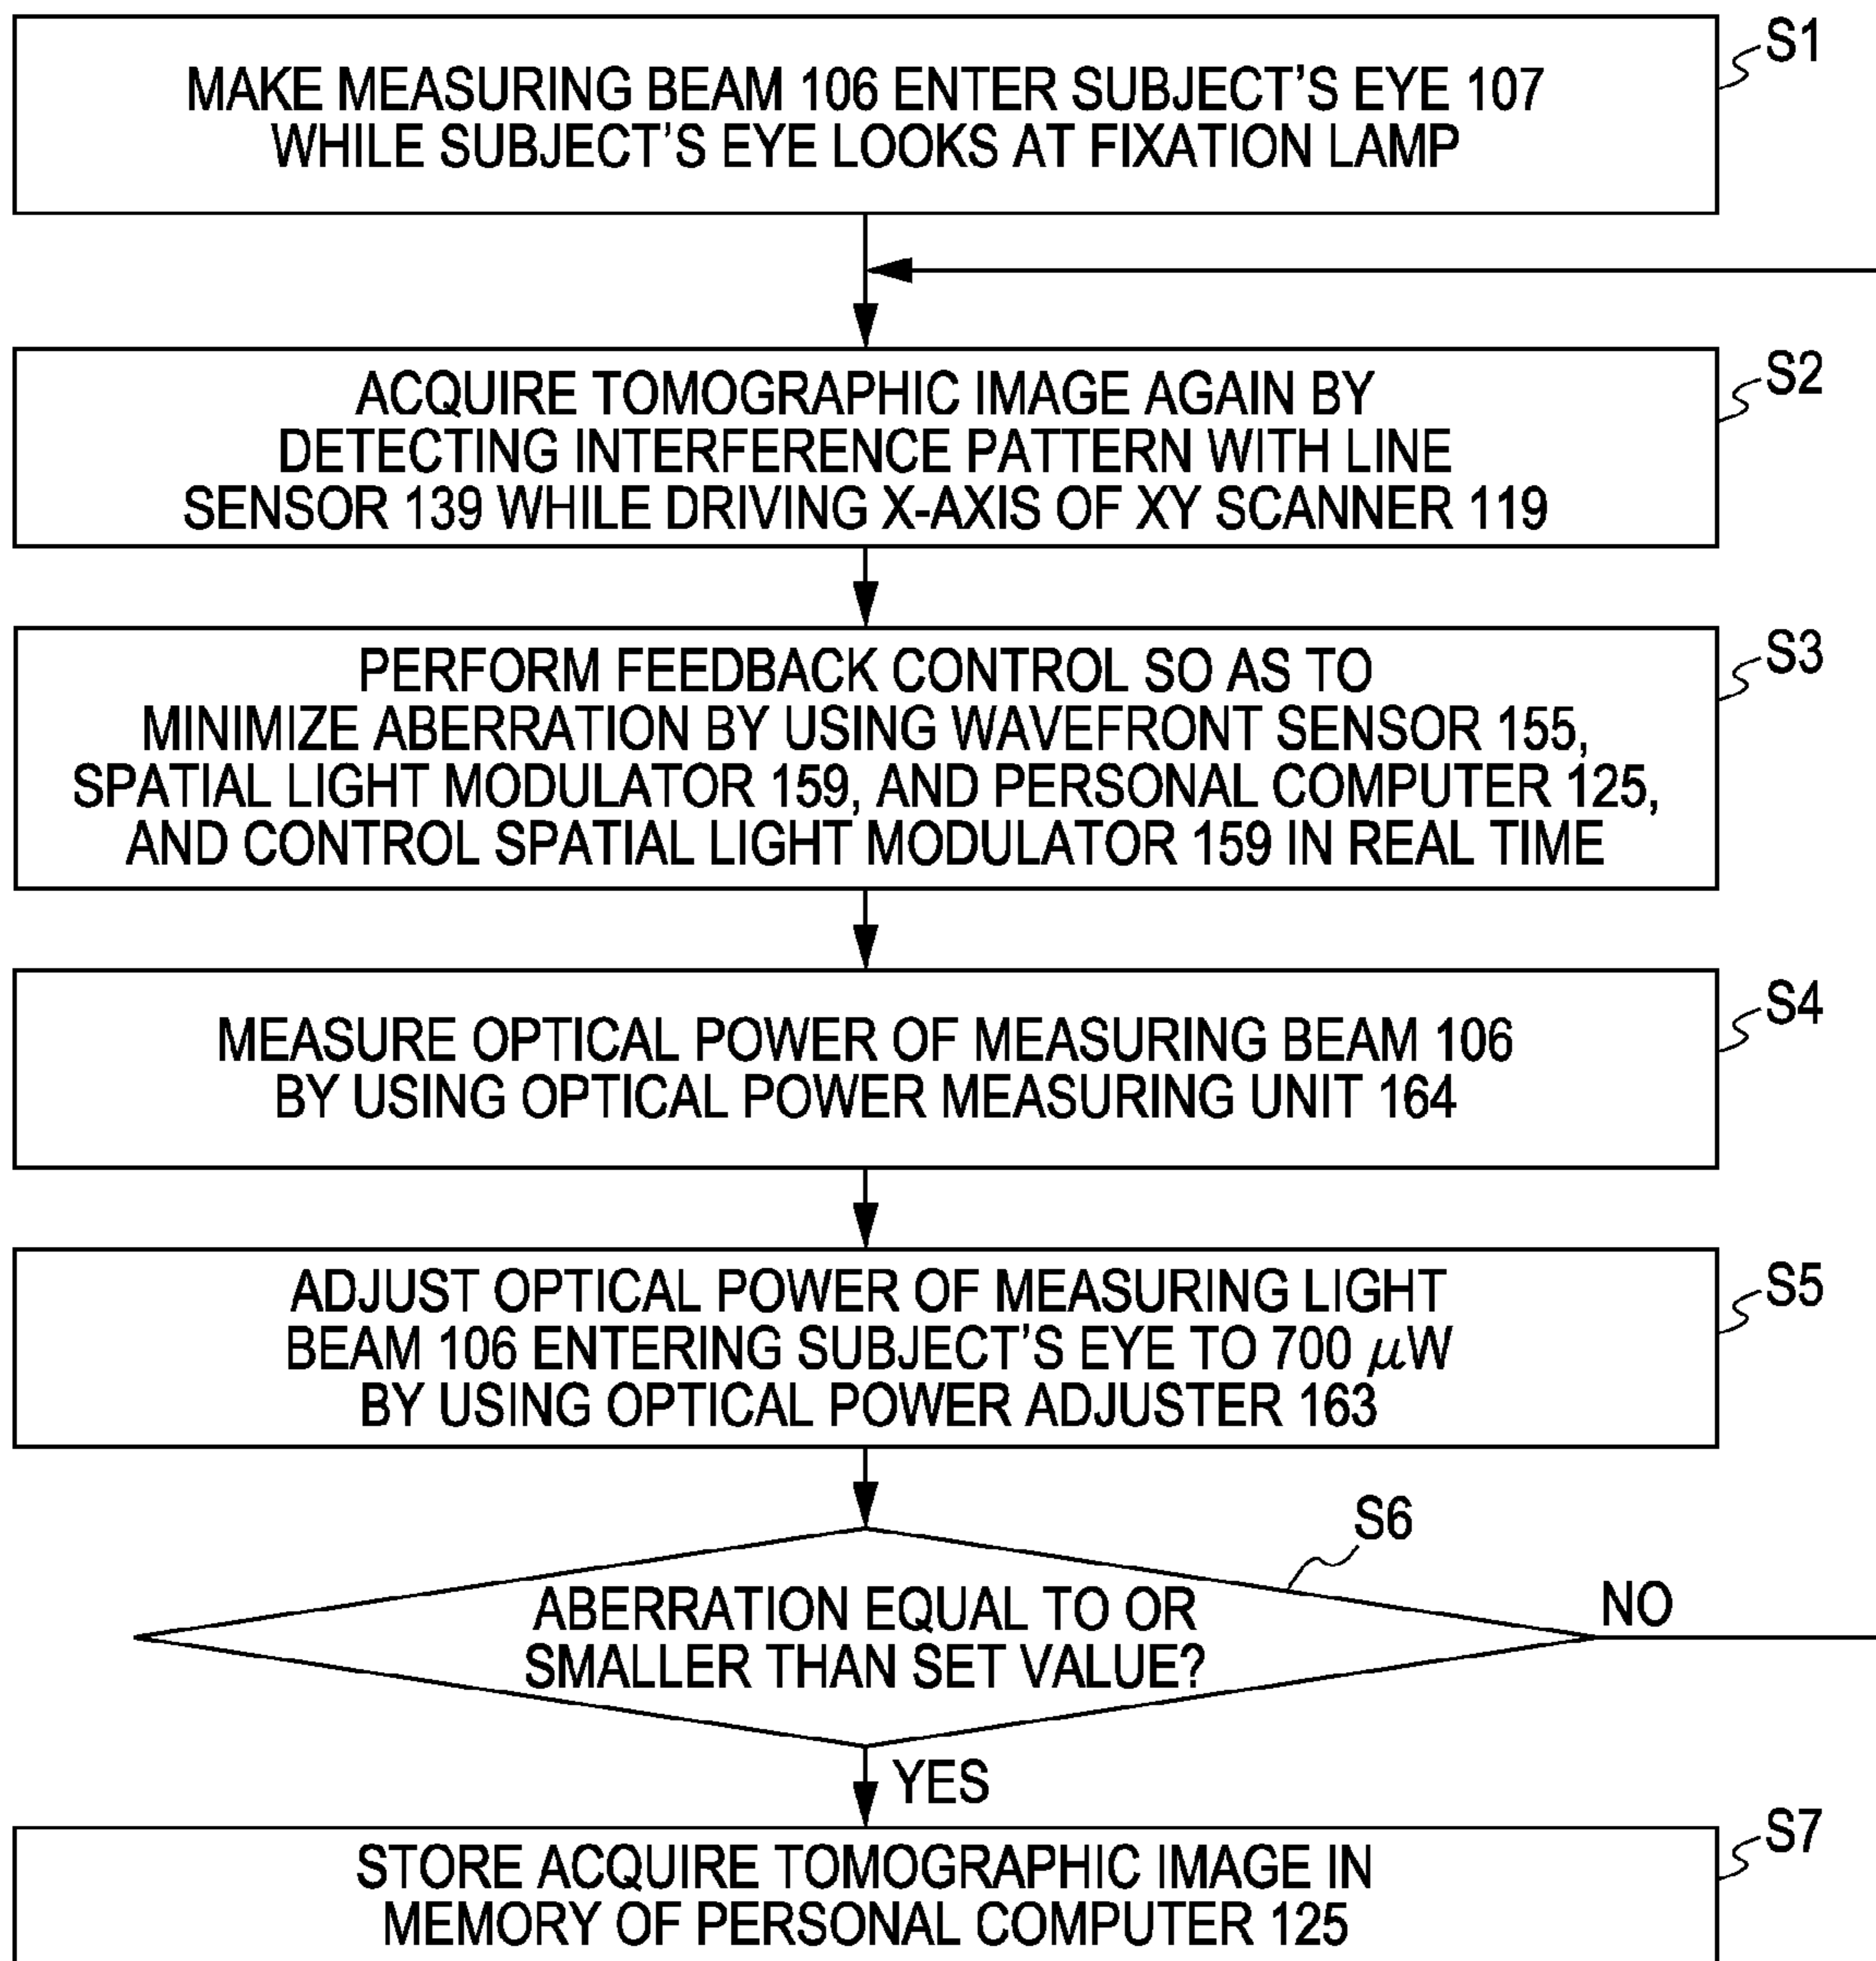 S1
MAKE MEASURING BEAM 106 ENTER SUBJECT'S EYE 107
WHILE SUBJECT'S EYE LOOKS AT FIXATION LAMP
S2
ACQUIRE TOMOGRAPHIC IMAGE AGAIN BY
DETECTING INTERFERENCE PATTERN WITH LINE
SENSOR 139 WHILE DRIVING X-AXIS OF XY SCANNER 119
S3
PERFORM FEEDBACK CONTROL SO AS TO
MINIMIZE ABERRATION BY USING WAVEFRONT SENSOR 155,
SPATIAL LIGHT MODULATOR 159, AND PERSONAL COMPUTER 125,
AND CONTROL SPATIAL LIGHT MODULATOR 159 IN REAL TIME
S4
MEASURE OPTICAL POWER OF MEASURING BEAM 106
BY USING OPTICAL POWER MEASURING UNIT 164
S5
ADJUST OPTICAL POWER OF MEASURING LIGHT
BEAM 106 ENTERING SUBJECT'S EYE TO 700 μW
BY USING OPTICAL POWER ADJUSTER 163
S6
ABERRATION EQUAL TO OR
SMALLER THAN SET VALUE?
NO
YES
S7
STORE ACQUIRE TOMOGRAPHIC IMAGE IN
MEMORY OF PERSONAL COMPUTER 125